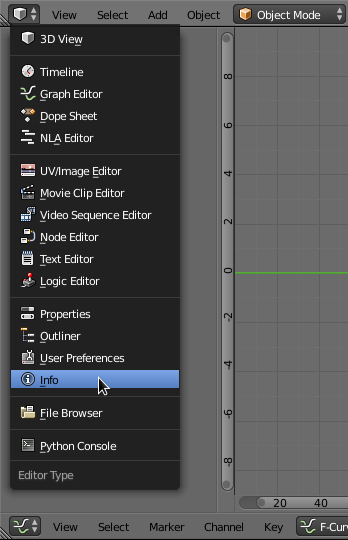 View Select Add Object Object Mode
3D View
Timeline
Graph Editor
Dope Sheet
NLA Editor
UV/Image Editor
Movie Clip Editor
Video Sequence Editor
Node Editor
Text Editor
Logic Editor
Properties
Outliner
User Preferences
Info
File Browser
Python Console
Editor Type
8
6
4
2
0
-2
-4
-6
-8
20 40
View Select Marker Channel Key F-Curv